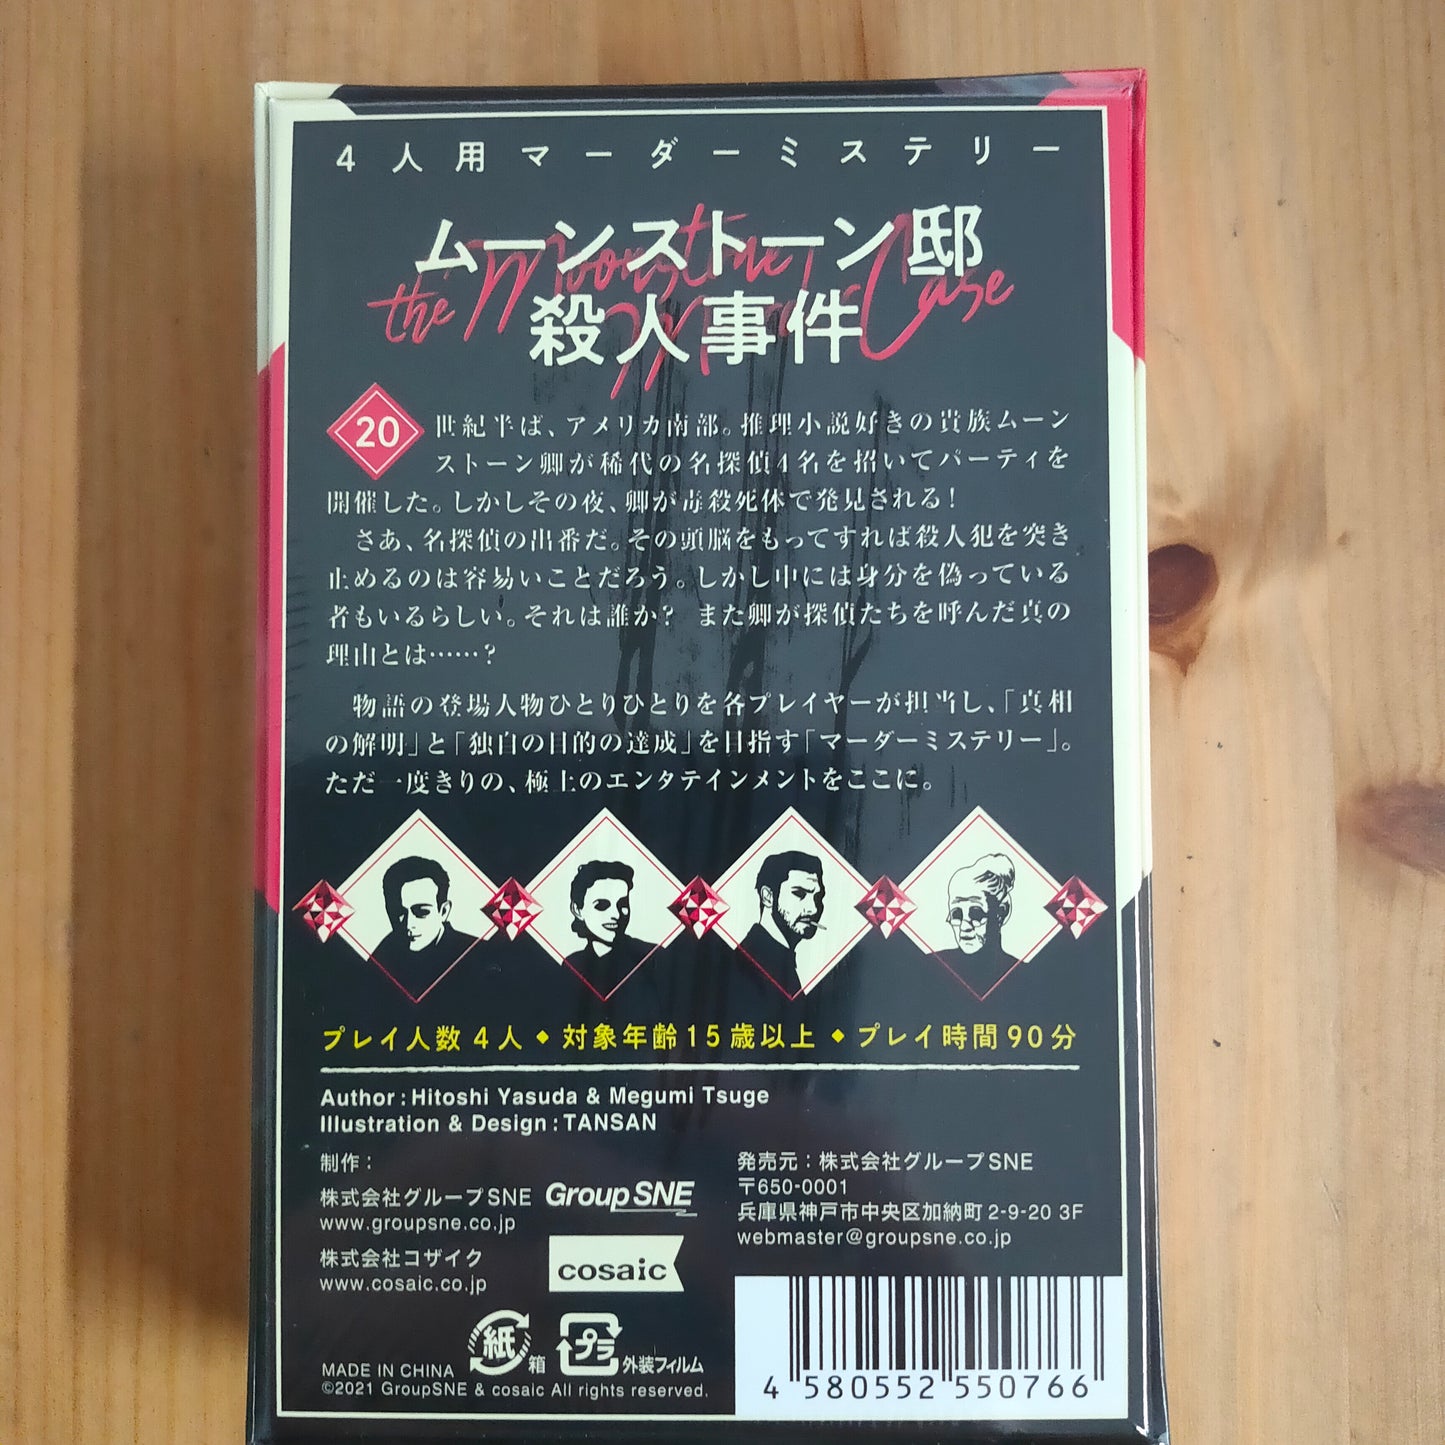 4人用マーダーミステリー
ムーンストーン邸
殺人事件
the Moonstone Case
20世紀半ば、アメリカ南部。推理小説好きの貴族ムーン
ストーン卿が稀代の名探偵4名を招いてパーティを
開催した。しかしその夜、卿が毒殺死体で発見される!
さあ、名探偵の出番だ。その頭脳をもってすれば殺人犯を突き
止めるのは容易いことだろう。しかし中には身分を偽っている
者もいるらしい。それは誰か? また卿が探偵たちを呼んだ真の
理由とは……?
物語の登場人物ひとりひとりを各プレイヤーが担当し、「真相
の解明」と「独自の目的の達成」を目指す「マーダーミステリー」。
ただ一度きりの、極上のエンタテインメントをここに。
プレイ人数4人◆対象年齢15歳以上◆プレイ時間90分
Author:Hitoshi Yasuda & Megumi Tsuge
Illustration & Design:TANSAN
制作:
株式会社グループSNE GroupSNE
www.groupsne.co.jp
株式会社コザイク
www.cosaic.co.jp
cosaic
発売元:株式会社グループSNE
〒650-0001
兵庫県神戸市中央区加納町2-9-20 3F
webmaster@groupsne.co.jp
紙 箱 プラ 外装フィルム
MADE IN CHINA
©2021 GroupSNE & cosaic All rights reserved.
4 580552 550766